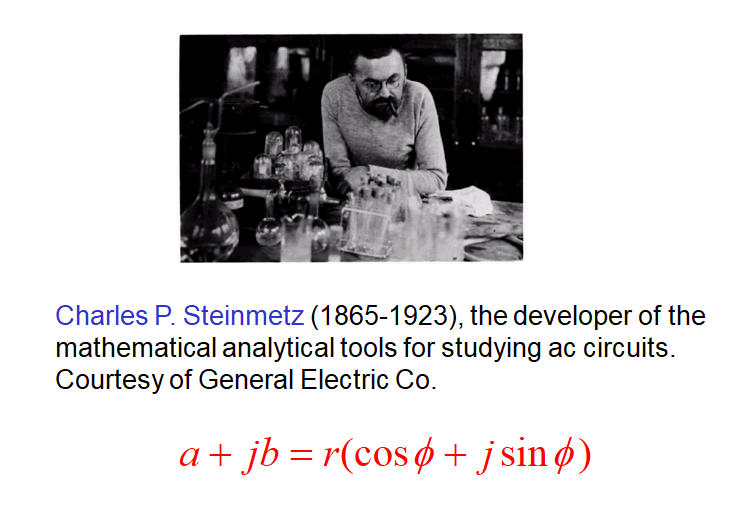 Charles P. Steinmetz (1865-1923), the developer of the
mathematical analytical tools for studying ac circuits.
Courtesy of General Electric Co.
a + jb = r(cos ϕ + j sin ϕ)